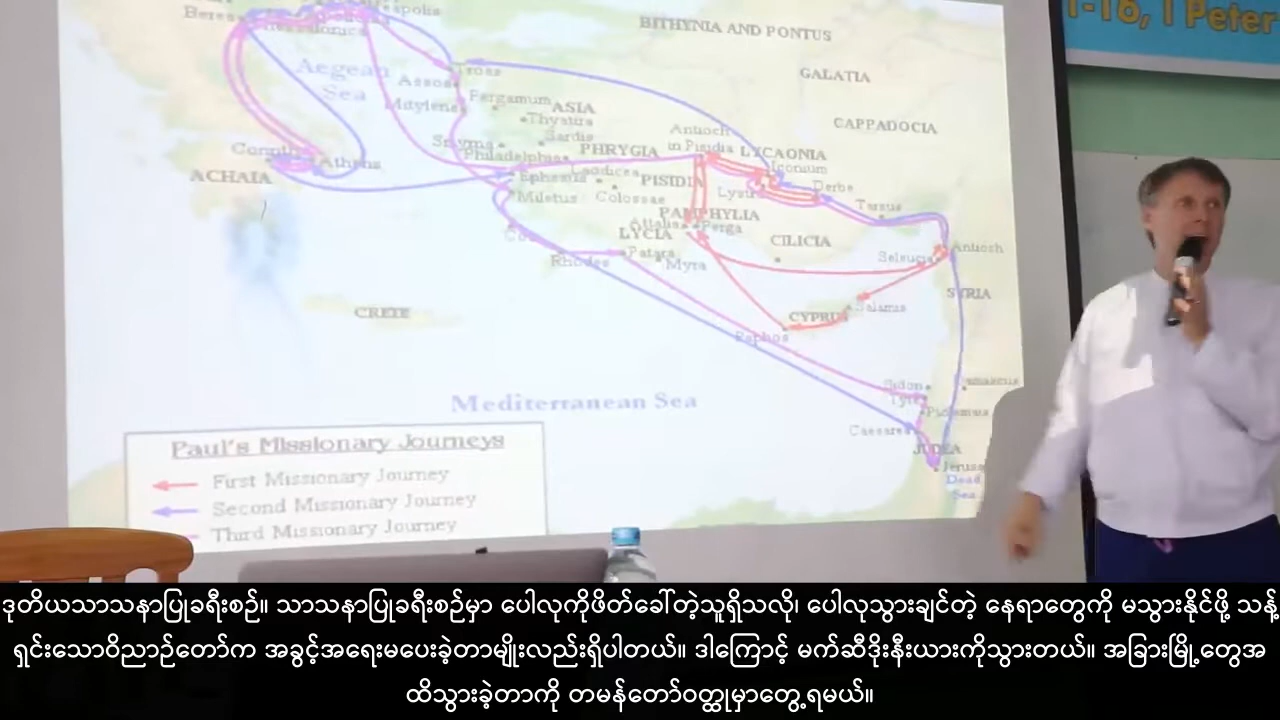 1-16, 1 Peter
BITHYNIA AND PONTUS
GALATIA
CAPPADOCIA
Aegean
Sea
Assos
Troas
Mitylene
Pergamum
ASIA
Thyatira
Sardis
Smyrna
Philadelphia
PHRYGIA
Antioch
in Pisidia
LYCAONIA
Iconium
Lystra
Derbe
Tarsus
Corinth
Athens
ACHAIA
Ephesus
Laodicea
Colossae
PISIDIA
Miletus
PAMPHYLIA
Attalia
Perga
LYCIA
CILICIA
Antioch
Rhodes
Patara
Myra
SYRIA
Salamis
CYPRUS
Paphos
CRETE
Mediterranean Sea
Sidon
Tyre
Ptolemais
Caesarea
JUDEA
Dead
Sea
Paul's Missionary Journeys
First Missionary Journey
Second Missionary Journey
Third Missionary Journey
ဒုတိယသာသနာပြုခရီးစဉ်။ သာသနာပြုခရီးစဉ်မှာ ပေါလုကိုဖိတ်ခေါ်တဲ့သူရှိသလို၊ ပေါလုသွားချင်တဲ့ နေရာတွေကို မသွားနိုင်ဖို့ သန့်
ရှင်းသောဝိညာဉ်တော်က အခွင့်အရေးမပေးခဲ့တာမျိုးလည်းရှိပါတယ်။ ဒါကြောင့် မက်ဆီဒိုးနီးယားကိုသွားတယ်။ အခြားမြို့တွေအ
ထိသွားခဲ့တာကို တမန်တော်ဝတ္ထုမှာတွေ့ရမယ်။